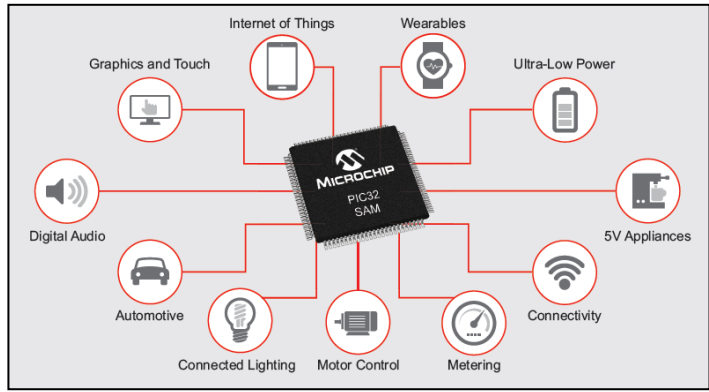 Internet of Things
Wearables
Graphics and Touch
Ultra-Low Power
MICROCHIP
PIC32
SAM
Digital Audio
5V Appliances
Automotive
Connectivity
Connected Lighting
Motor Control
Metering